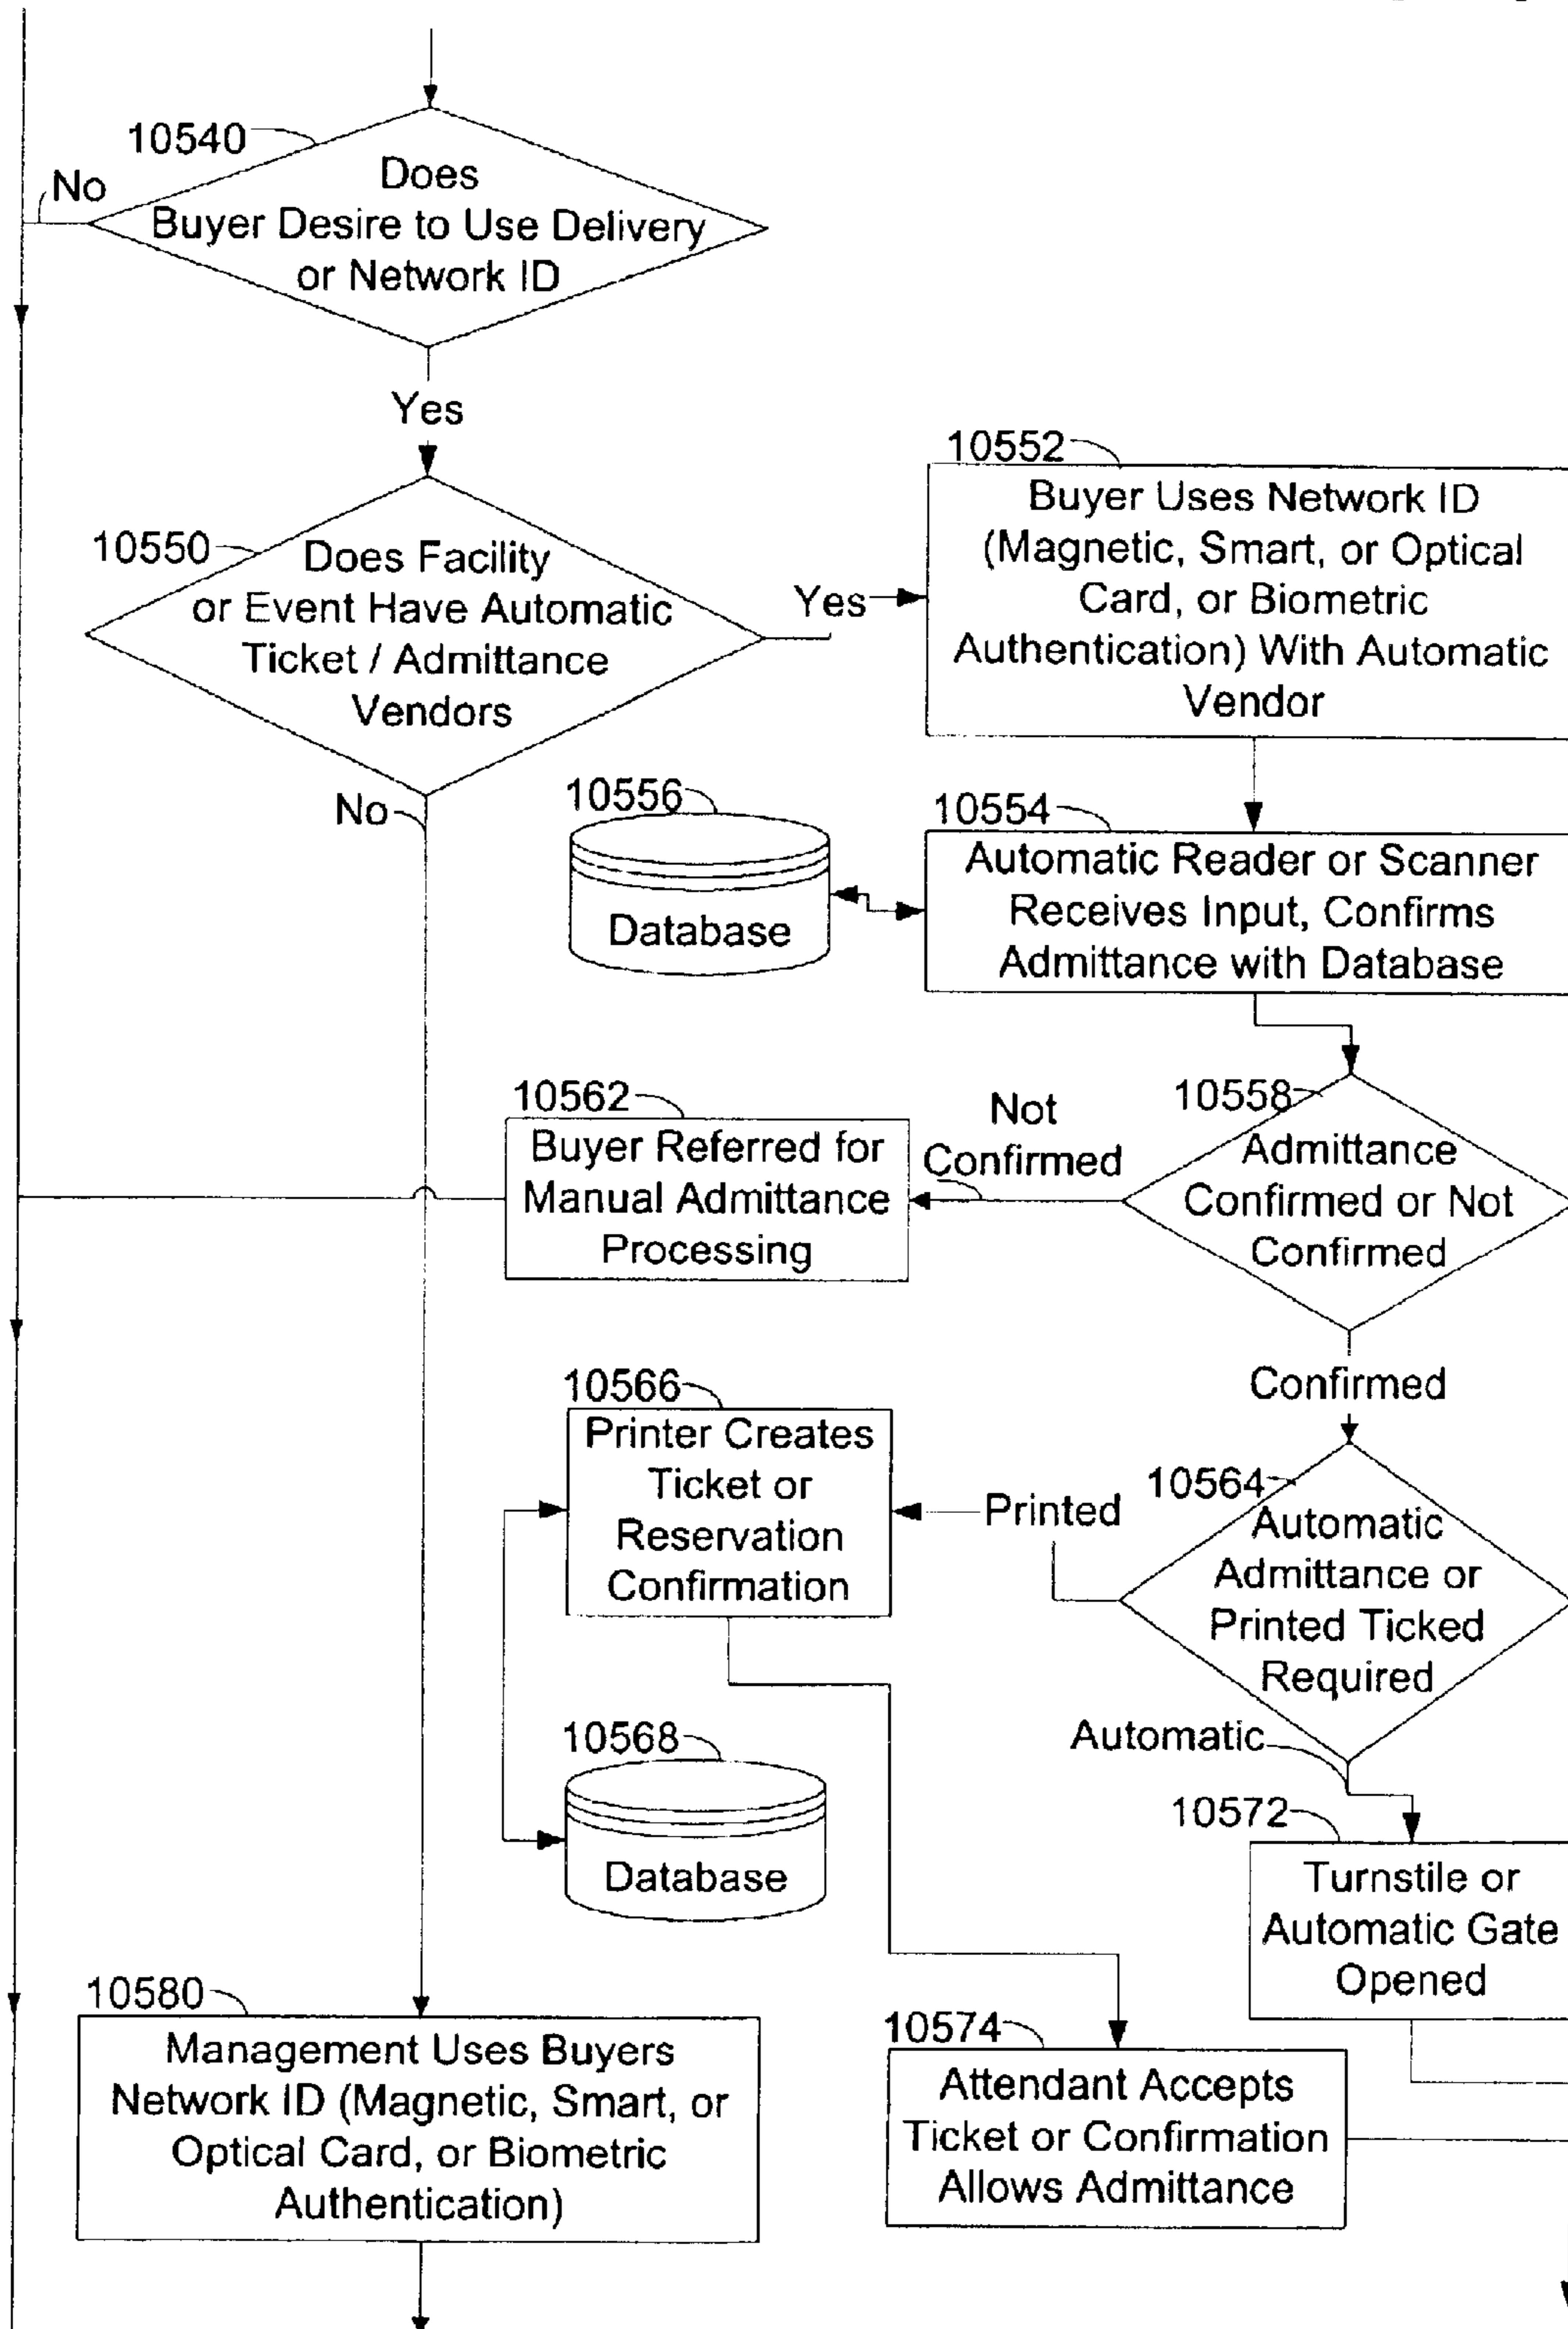 10540
No
Does
Buyer Desire to Use Delivery
or Network ID
Yes
10550
Does Facility
or Event Have Automatic
Ticket / Admittance
Vendors
Yes
No
10552
Buyer Uses Network ID
(Magnetic, Smart, or Optical
Card, or Biometric
Authentication) With Automatic
Vendor
10556
Database
10554
Automatic Reader or Scanner
Receives Input, Confirms
Admittance with Database
10562
Buyer Referred for
Manual Admittance
Processing
Not
Confirmed
10558
Admittance
Confirmed or Not
Confirmed
Confirmed
10566
Printer Creates
Ticket or
Reservation
Confirmation
Printed
10564
Automatic
Admittance or
Printed Ticked
Required
Automatic
10568
Database
10572
Turnstile or
Automatic Gate
Opened
10580
Management Uses Buyers
Network ID (Magnetic, Smart, or
Optical Card, or Biometric
Authentication)
10574
Attendant Accepts
Ticket or Confirmation
Allows Admittance